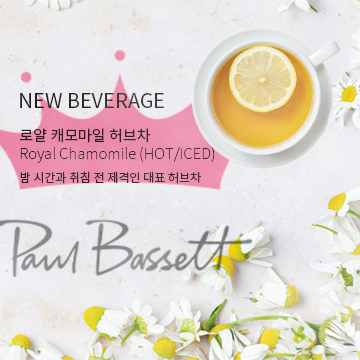 NEW BEVERAGE
로얄 캐모마일 허브차
Royal Chamomile (HOT/ICED)
밤 시간과 취침 전 제격인 대표 허브차
Paul Bassett